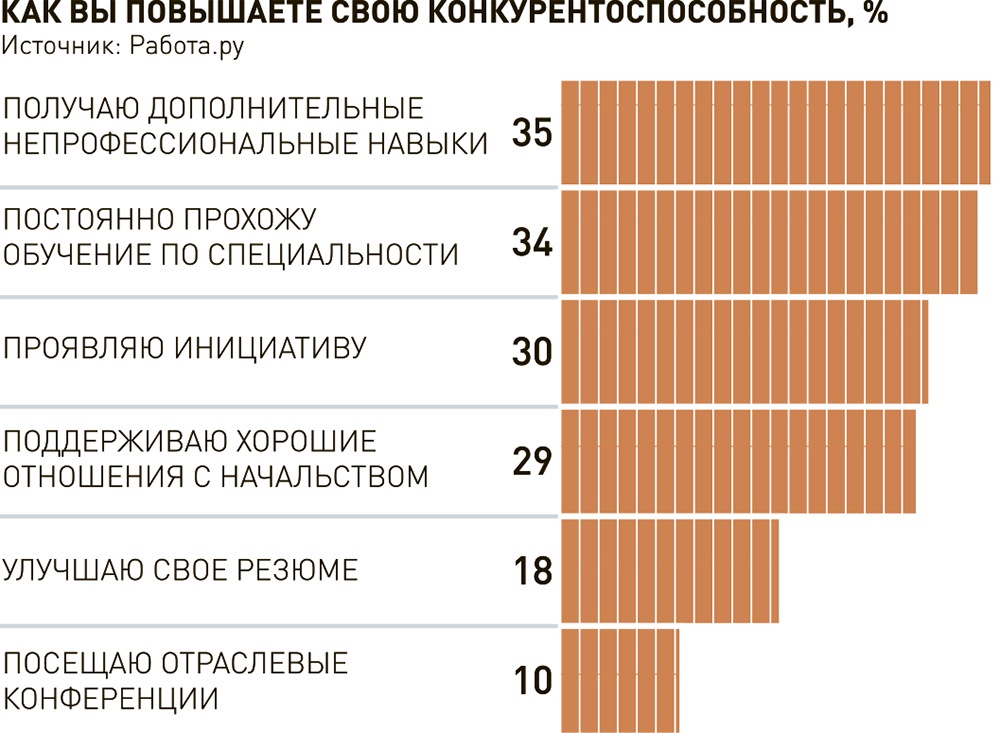 КАК ВЫ ПОВЫШАЕТЕ СВОЮ КОНКУРЕНТОСПОСОБНОСТЬ, %
Источник: Работа.ру
ПОЛУЧАЮ ДОПОЛНИТЕЛЬНЫЕ
НЕПРОФЕССИОНАЛЬНЫЕ НАВЫКИ 35
ПОСТОЯННО ПРОХОЖУ
ОБУЧЕНИЕ ПО СПЕЦИАЛЬНОСТИ 34
ПРОЯВЛЯЮ ИНИЦИАТИВУ 30
ПОДДЕРЖИВАЮ ХОРОШИЕ
ОТНОШЕНИЯ С НАЧАЛЬСТВОМ 29
УЛУЧШАЮ СВОЕ РЕЗЮМЕ 18
ПОСЕЩАЮ ОТРАСЛЕВЫЕ
КОНФЕРЕНЦИИ 10